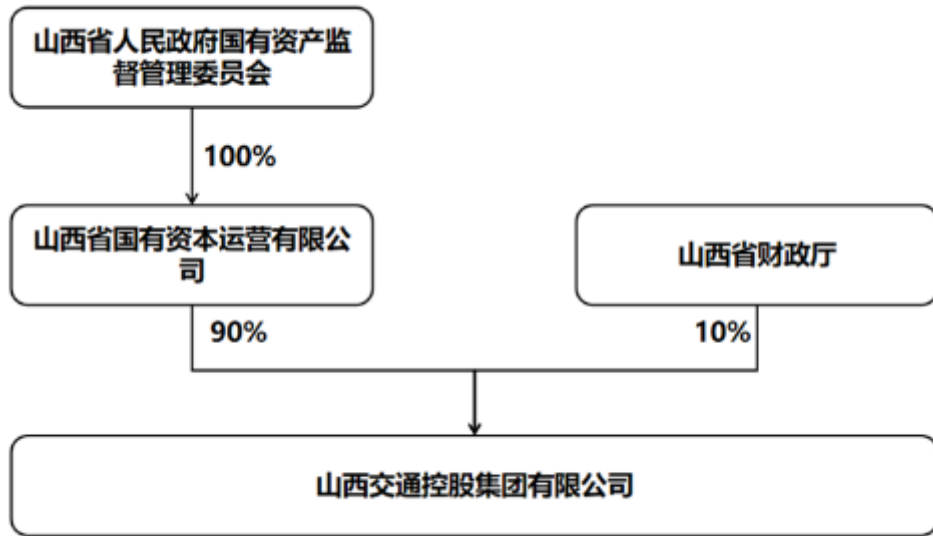 山西省人民政府国有资产监
督管理委员会
100%
山西省国有资本运营有限公
司
山西省财政厅
90%
10%
山西交通控股集团有限公司